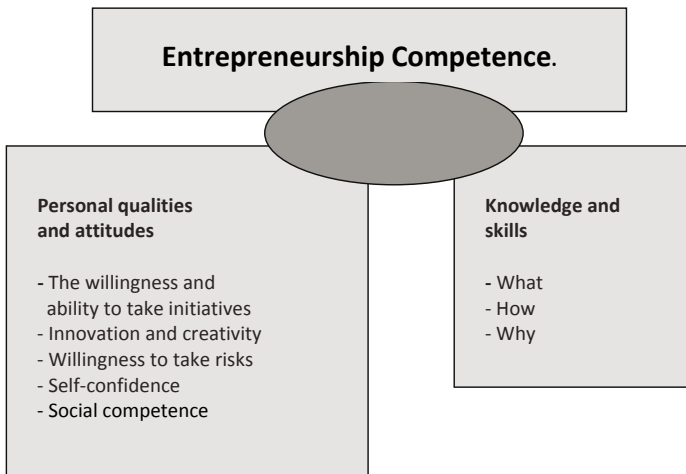 Entrepreneurship Competence.
Personal qualities
and attitudes
- The willingness and
ability to take initiatives
- Innovation and creativity
- Willingness to take risks
- Self-confidence
- Social competence
Knowledge and
skills
- What
- How
- Why